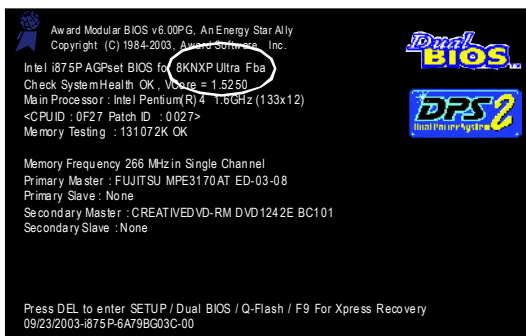 Award Modular BIOS v6.00PG, An Energy Star Ally
Copyright (C) 1984-2003, Award Software, Inc.
Intel i875P AGPset BIOS for 8KNXP Ultra Fba
Check System Health OK , VCore = 1.5250
Main Processor : Intel Pentium(R) 4 1.6GHz (133x12)
<CPUID : 0F27 Patch ID : 0027>
Memory Testing : 131072K OK
Memory Frequency 266 MHz in Single Channel
Primary Master : FUJITSU MPE3170AT ED-03-08
Primary Slave : None
Secondary Master : CREATIVEDVD-RM DVD1242E BC101
Secondary Slave : None
Press DEL to enter SETUP / Dual BIOS / Q-Flash / F9 For Xpress Recovery
09/23/2003-i875P-6A79BG03C-00
Dual
BIOS
DPS2
Dual Power System